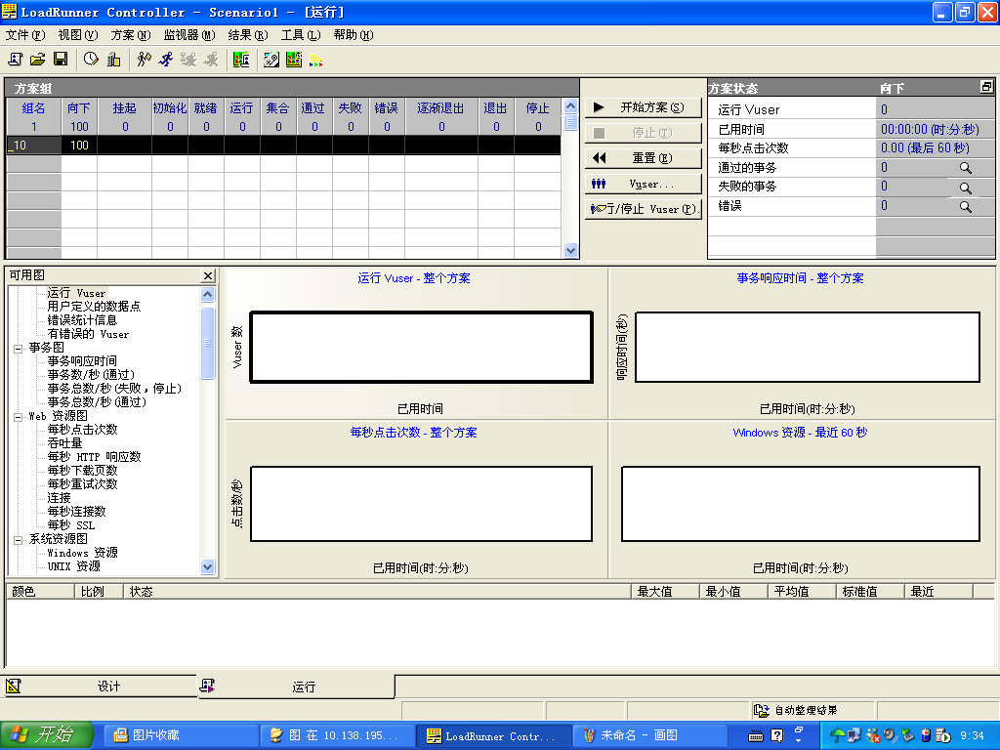 LoadRunner Controller - Scenario1 - [运行]
文件(F) 视图(V) 方案(N) 监视器(M) 结果(R) 工具(L) 帮助(H)
方案组
组名 向下 挂起 初始化 就绪 运行 集合 通过 失败 错误 逐渐退出 退出 停止
1 100 0 0 0 0 0 0 0 0 0 0 0
_10 100
开始方案(S)
停止(T)
重置(E)
Vuser...
行/停止 Vuser(P).
方案状态 向下
运行 Vuser 0
已用时间 00:00:00 (时:分:秒)
每秒点击次数 0.00 (最后 60 秒)
通过的事务 0
失败的事务 0
错误 0
可用图
运行 Vuser
用户定义的数据点
错误统计信息
有错误的 Vuser
事务图
事务响应时间
事务数/秒(通过)
事务总数/秒(失败，停止)
事务总数/秒(通过)
Web 资源图
每秒点击次数
吞吐量
每秒 HTTP 响应数
每秒下载页数
每秒重试次数
连接
每秒连接数
每秒 SSL
系统资源图
Windows 资源
UNIX 资源
运行 Vuser - 整个方案
Vuser 数
已用时间
事务响应时间 - 整个方案
响应时间(秒)
已用时间(时:分:秒)
每秒点击次数 - 整个方案
点击数/秒
已用时间(时:分:秒)
Windows 资源 - 最近 60 秒
已用时间(时:分:秒)
颜色 比例 状态 最大值 最小值 平均值 标准值 最近
设计 运行
自动整理结果
开始 图片收藏 图 在 10.138.195... LoadRunner Contr... 未命名 - 画图 9:34